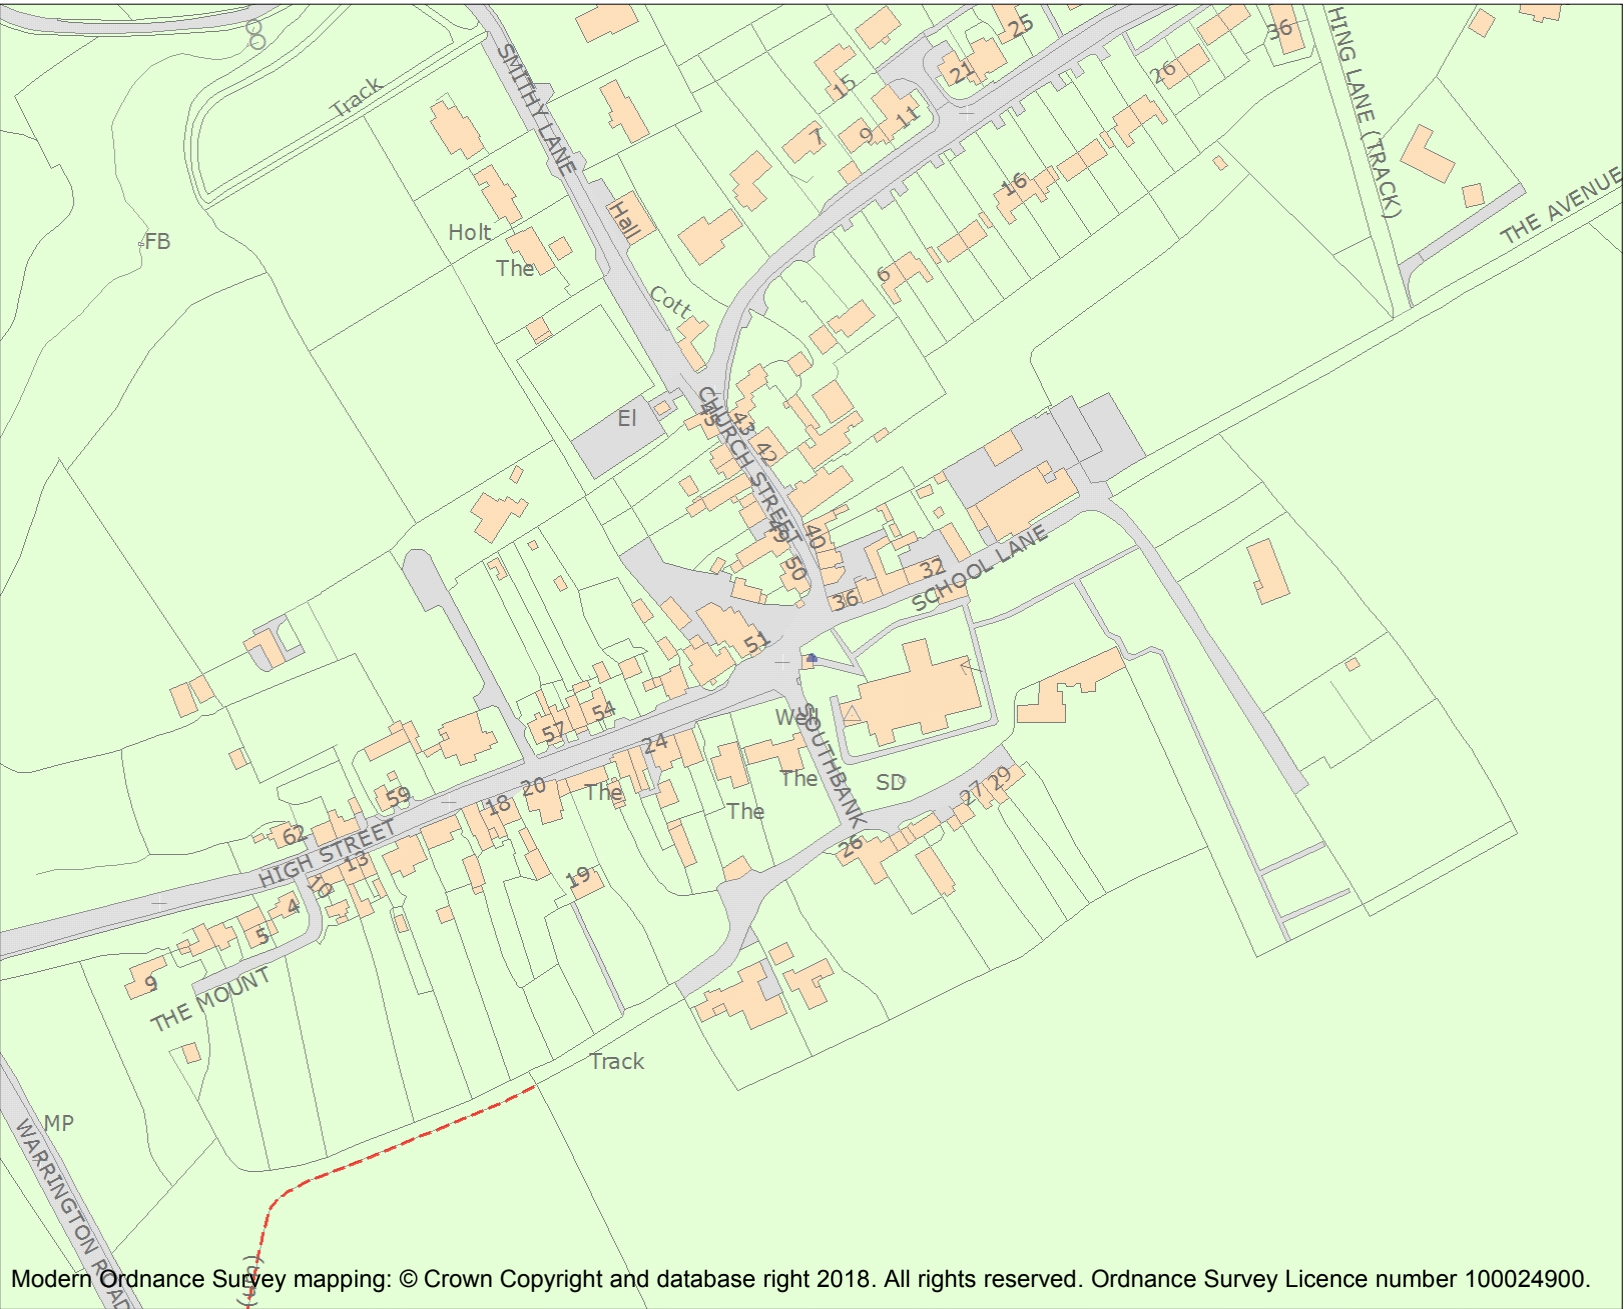 36
25
21
26
15
11
9
7
16
6
SMITHY LANE
Track
HING LANE (TRACK)
THE AVENUE
FB
Holt
The
Hall
Cott
El
43
42
CHURCH STREET
49
40
50
32
36
SCHOOL LANE
51
Well
SOUTHBANK
The
SD
The
The
54
57
24
20
18
59
62
HIGH STREET
13
10
4
5
9
THE MOUNT
19
26
27
29
Track
MP
WARRINGTON ROAD
Modern Ordnance Survey mapping: © Crown Copyright and database right 2018. All rights reserved. Ordnance Survey Licence number 100024900.